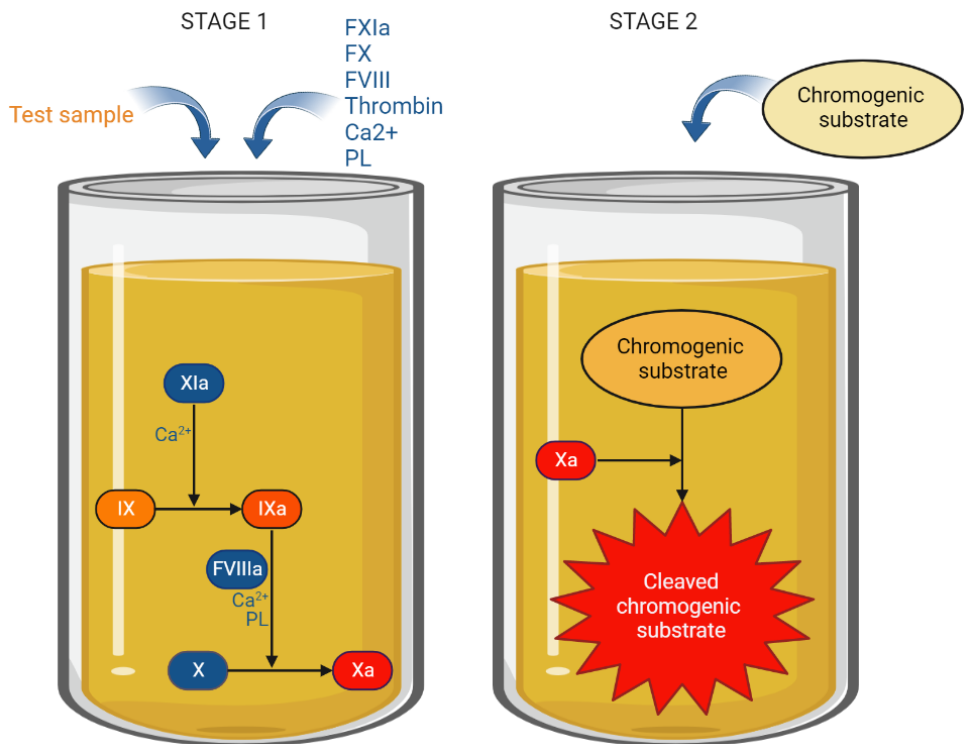 STAGE 1
Test sample
FXIa
FX
FVIII
Thrombin
Ca2+
PL
XIa
Ca²⁺
IX
IXa
FVIIIa
Ca²⁺
PL
X
Xa
STAGE 2
Chromogenic
substrate
Chromogenic
substrate
Xa
Cleaved
chromogenic
substrate